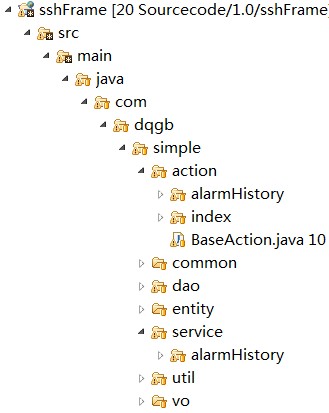 sshFrame [20 Sourcecode/1.0/sshFrame
src
main
java
com
dqgb
simple
action
alarmHistory
index
BaseAction.java 10
common
dao
entity
service
alarmHistory
util
vo